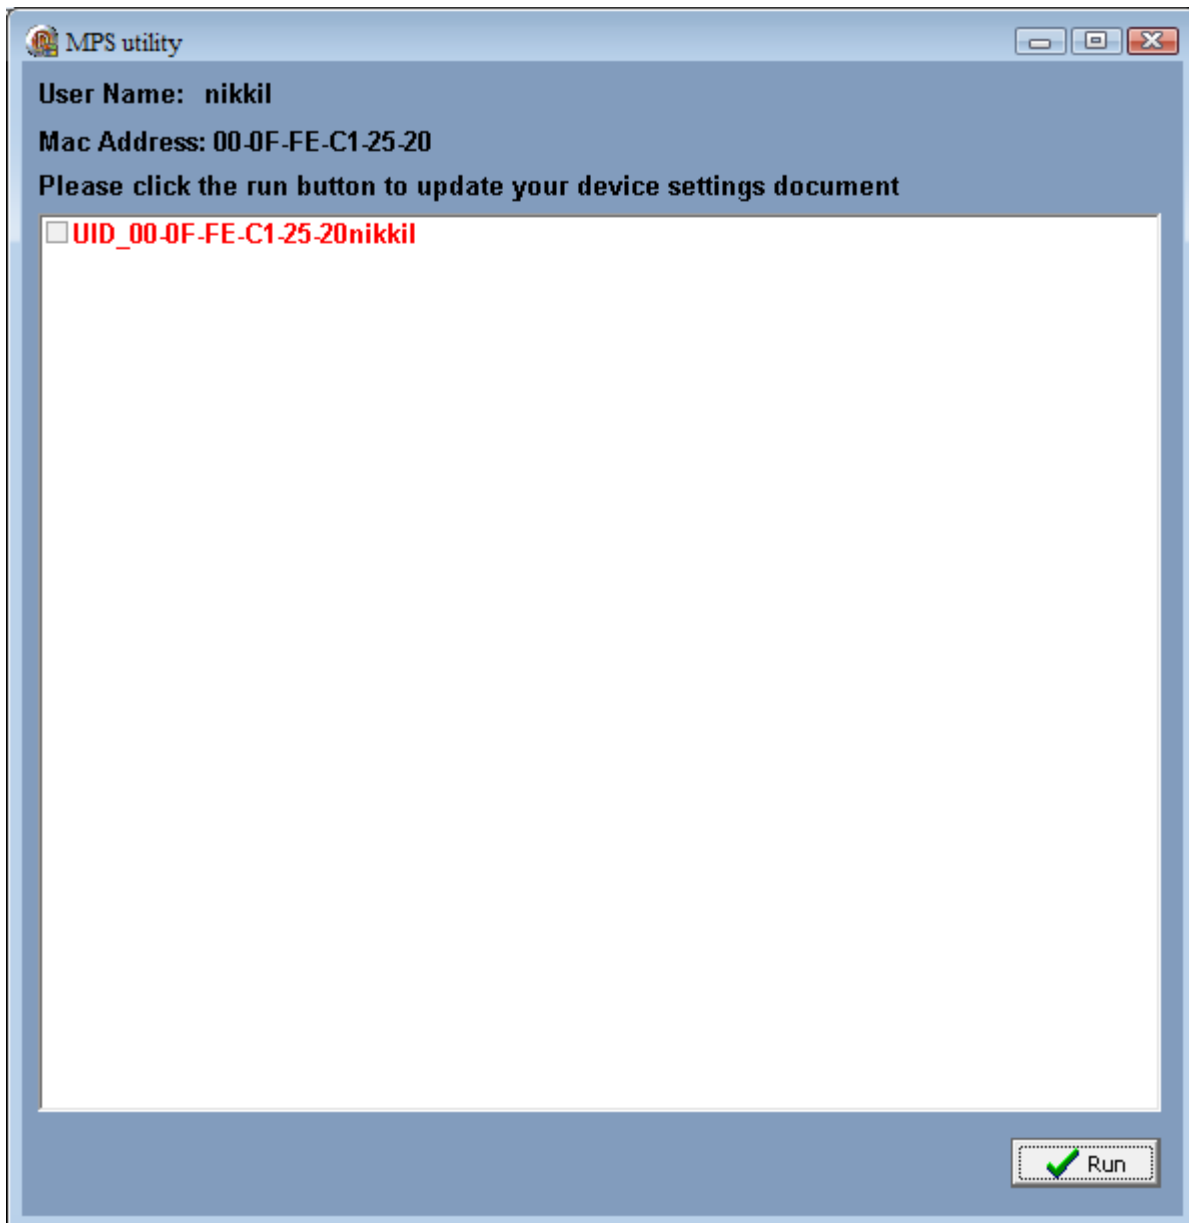 MPS utility
User Name: nikkil
Mac Address: 00-0F-FE-C1-25-20
Please click the run button to update your device settings document
UID_00-0F-FE-C1-25-20nikkil
Run